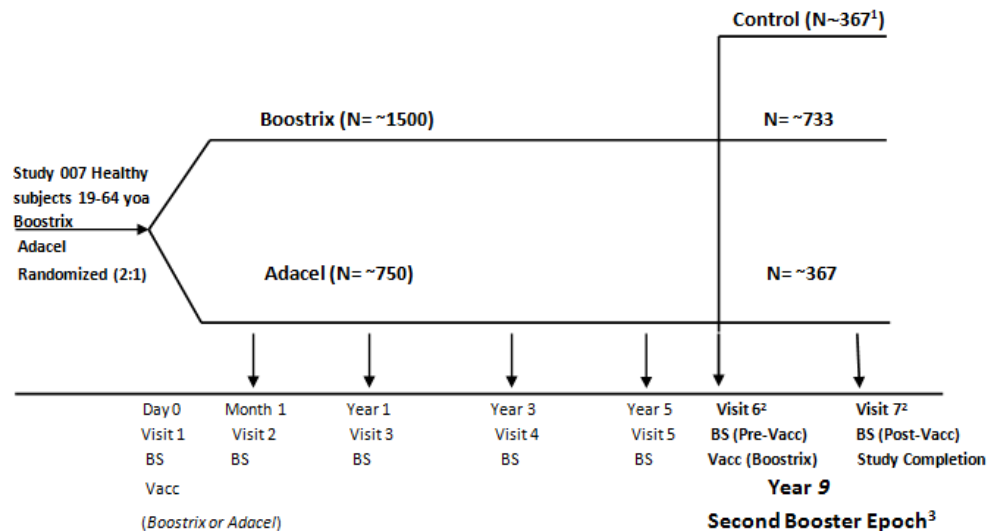 Control (N~367¹)
Boostrix (N= ~1500)
N= ~733
Study 007 Healthy
subjects 19-64 yoa
Boostrix
Adacel
Randomized (2:1)
Adacel (N= ~750)
N= ~367
Day 0
Visit 1
BS
Vacc
(Boostrix or Adacel)
Month 1
Visit 2
BS
Year 1
Visit 3
BS
Year 3
Visit 4
BS
Year 5
Visit 5
BS
Visit 6²
BS (Pre-Vacc)
Vacc (Boostrix)
Visit 7²
BS (Post-Vacc)
Study Completion
Year 9
Second Booster Epoch³